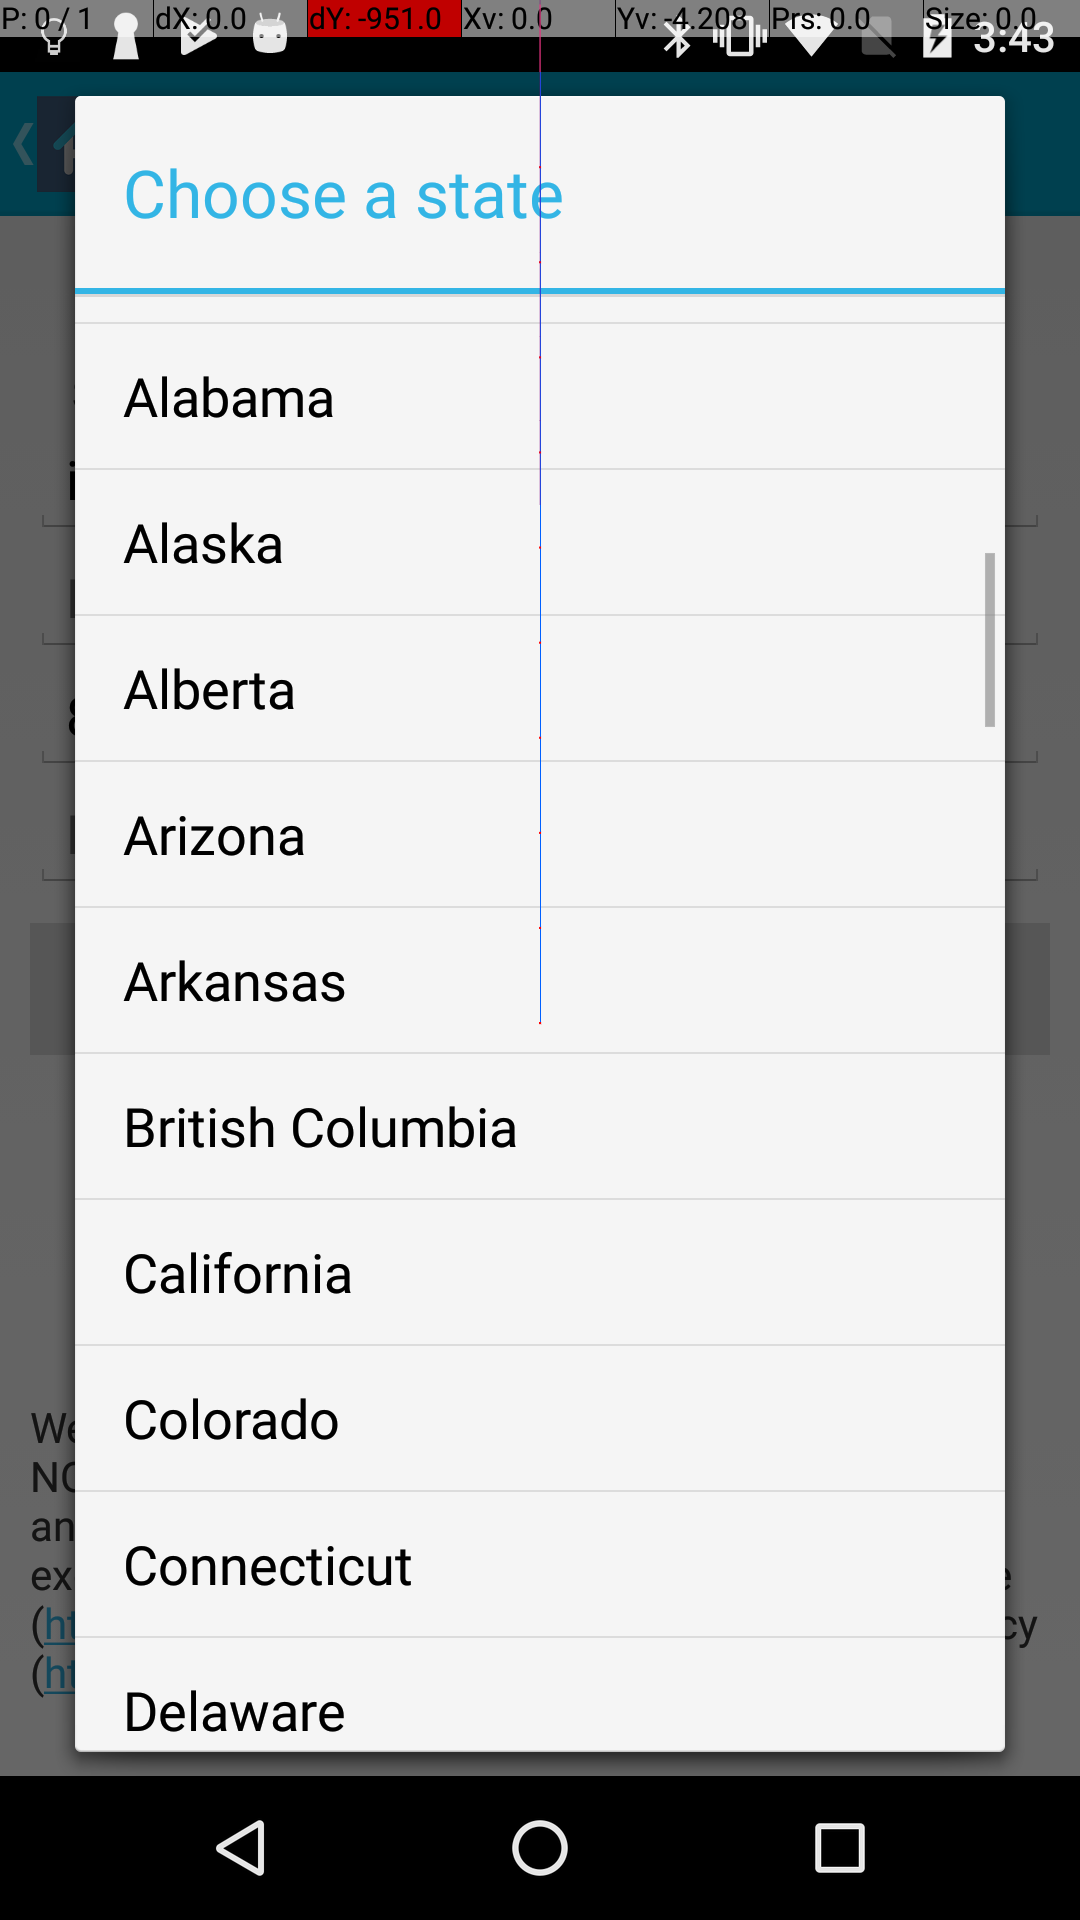 P: 0 / 1 dX: 0.0 dY: -951.0 Xv: 0.0 Yv: -4.208 Prs: 0.0 Size: 0.0
3:43
Choose a state
Alabama
Alaska
Alberta
Arizona
Arkansas
British Columbia
California
Colorado
Connecticut
Delaware